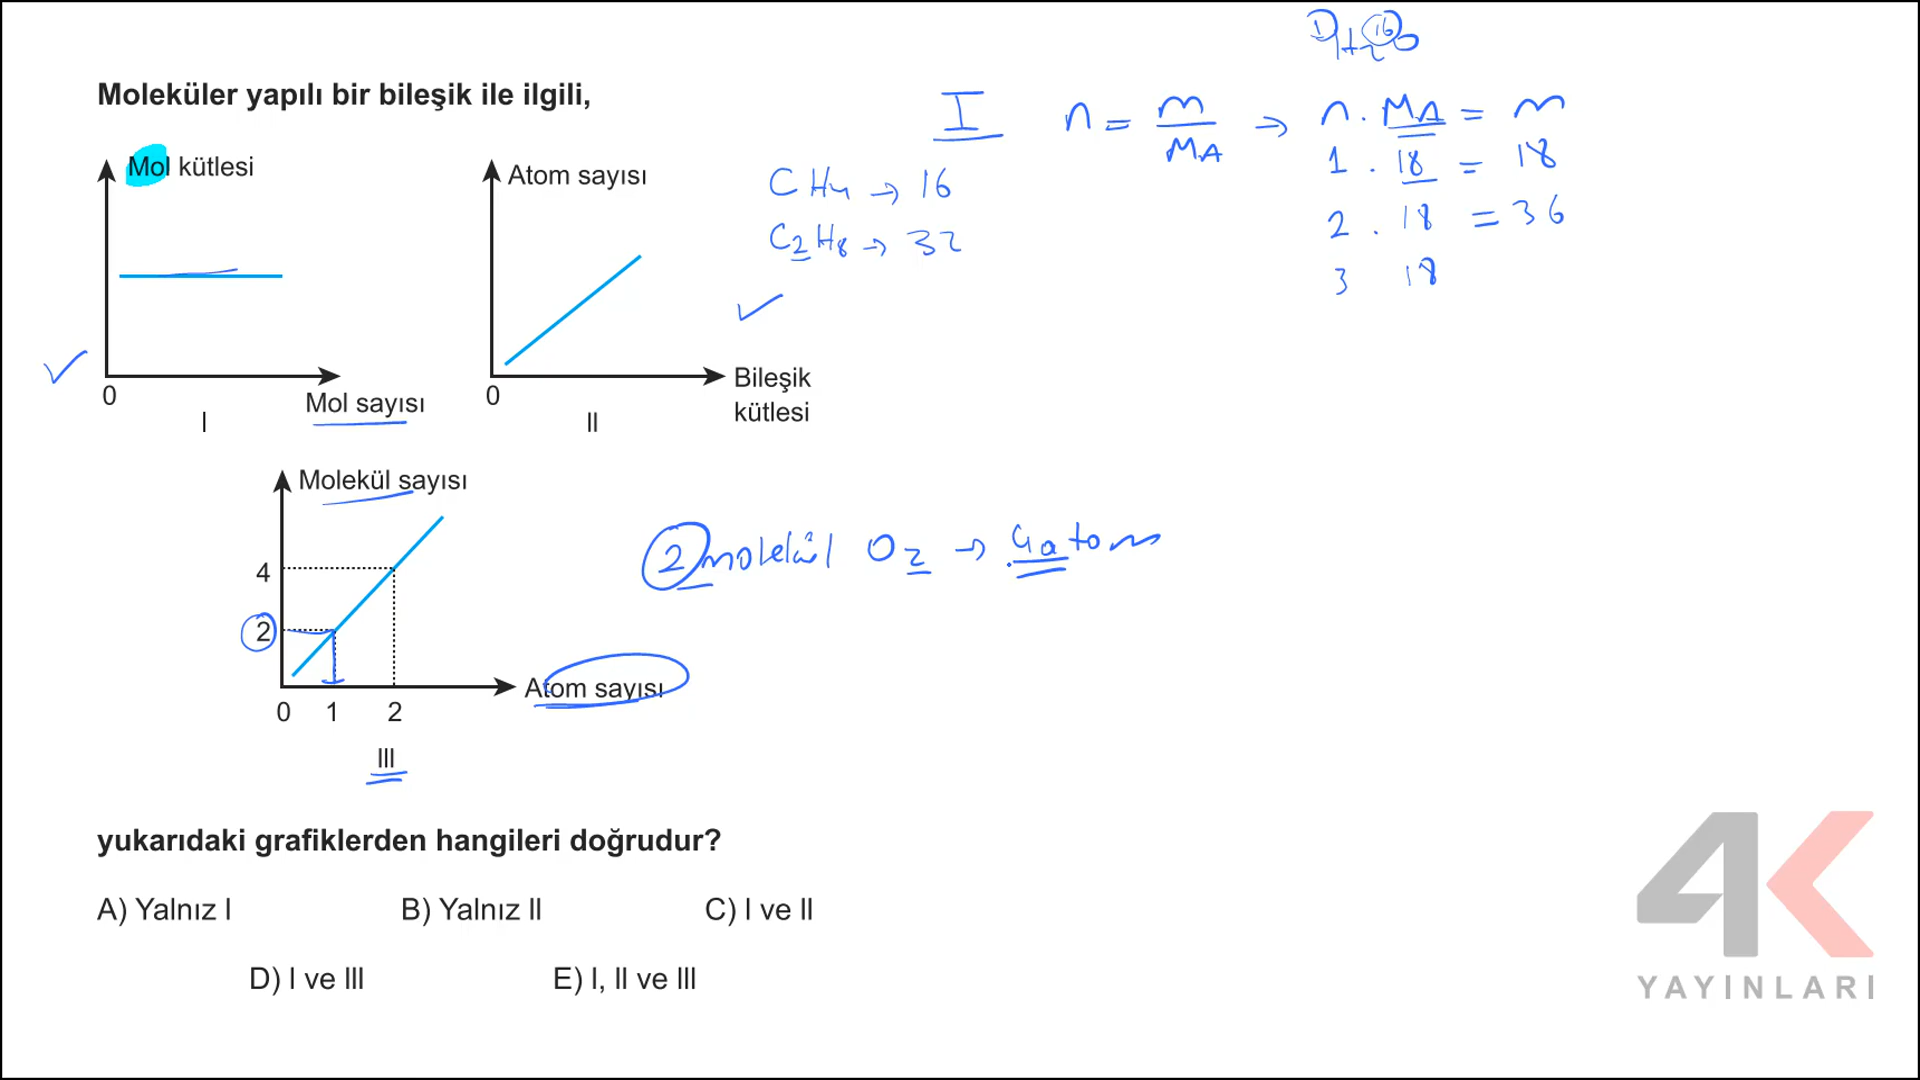 Moleküler yapılı bir bileşik ile ilgili,
Mol kütlesi
0
Mol sayısı
I
Atom sayısı
0
Bileşik
kütlesi
II
Molekül sayısı
4
2
0 1 2
Atom sayısı
III
yukarıdaki grafiklerden hangileri doğrudur?
A) Yalnız I B) Yalnız II C) I ve II
D) I ve III E) I, II ve III
I n = m / MA → n . MA = m
H2O
1 16
1 . 18 = 18
2 . 18 = 36
3 18
CH4 → 16
C2H8 → 32
2 molekül O2 → 4 atom
4K
YAYINLARI